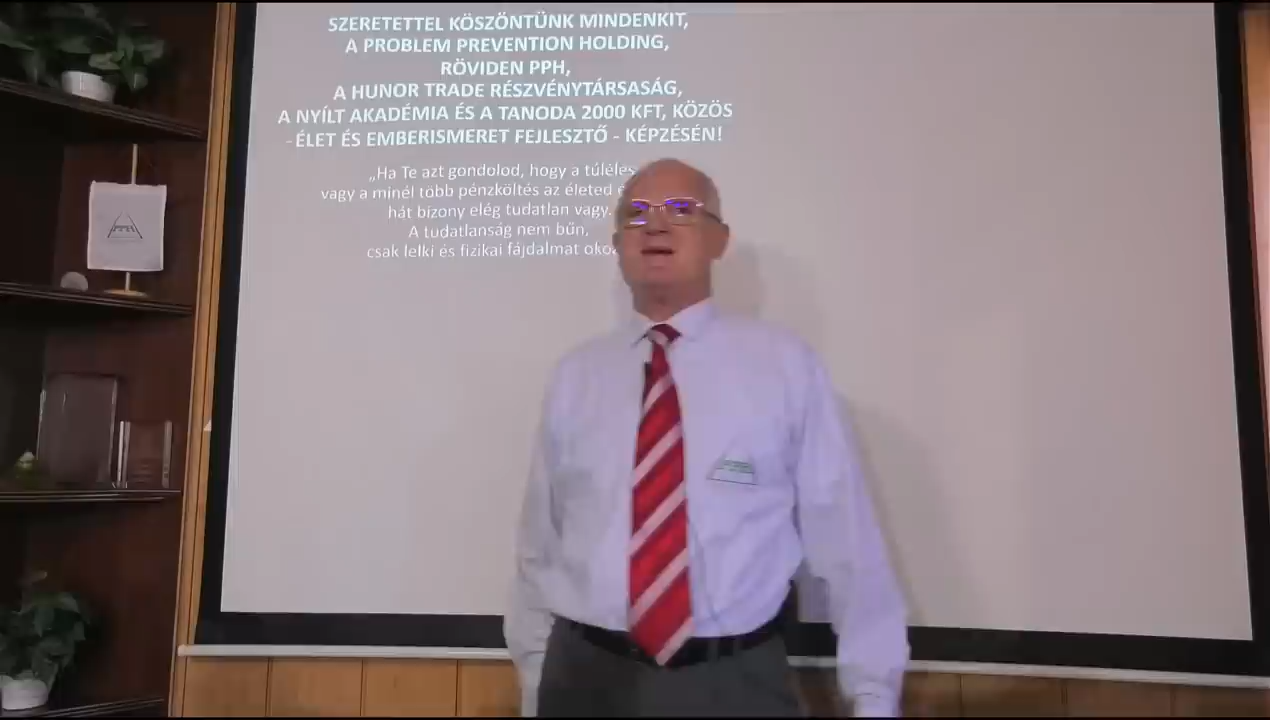 SZERETETTEL KÖSZÖNTÜNK MINDENKIT,
A PROBLEM PREVENTION HOLDING,
RÖVIDEN PPH,
A HUNOR TRADE RÉSZVÉNYTÁRSASÁG,
A NYÍLT AKADÉMIA ÉS A TANODA 2000 KFT, KÖZÖS
- ÉLET ÉS EMBERISMERET FEJLESZTŐ - KÉPZÉSÉN!
„Ha Te azt gondolod, hogy a túlélés
vagy a minél több pénzköltés az életed
hát bizony elég tudatlan vagy.
A tudatlanság nem bűn,
csak lelki és fizikai fájdalmat
PPH